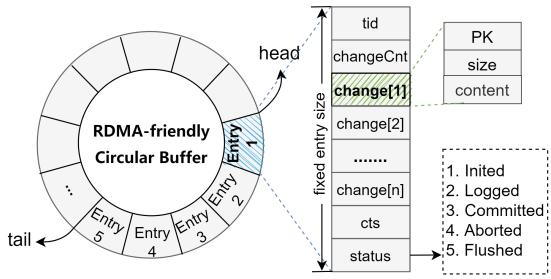 RDMA-friendly
Circular Buffer
head
tail
Entry
1
Entry
2
Entry
3
Entry
4
Entry
5
...
fixed entry size
tid
changeCnt
change[1]
change[2]
.......
change[n]
cts
status
PK
size
content
1. Inited
2. Logged
3. Committed
4. Aborted
5. Flushed